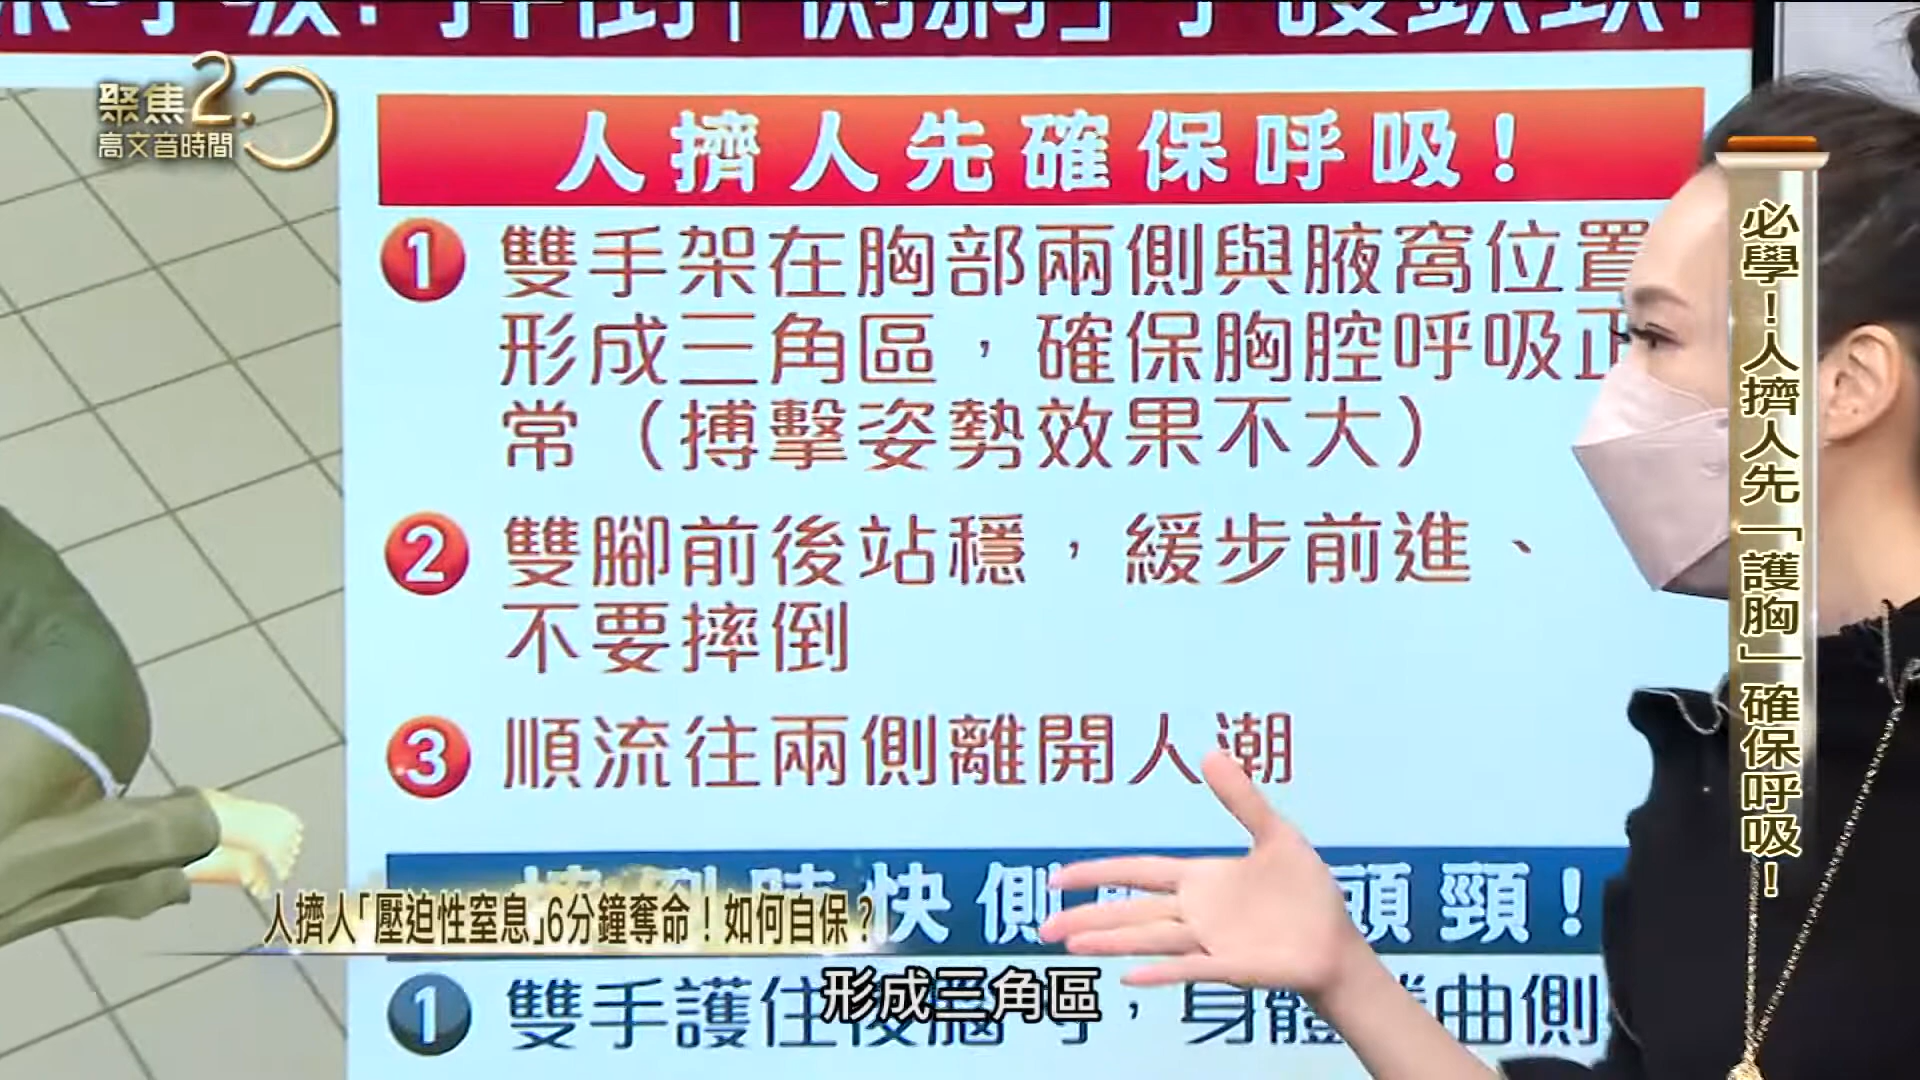 聚焦2.0
高文音時間
人擠人先確保呼吸!
1 雙手架在胸部兩側與腋窩位置
形成三角區,確保胸腔呼吸正
常(搏擊姿勢效果不大)
2 雙腳前後站穩,緩步前進、
不要摔倒
3 順流往兩側離開人潮
快側 頭頸!
1 雙手護住後腦 ,身體 曲側
必學!人擠人先「護胸」確保呼吸!
人擠人「壓迫性窒息」6分鐘奪命!如何自保?
形成三角區